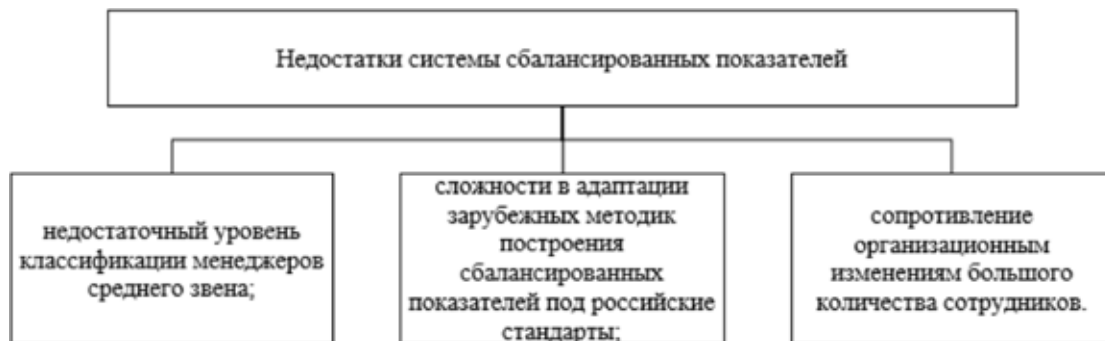 Недостатки системы сбалансированных показателей
недостаточный уровень
классификации менеджеров
среднего звена;
сложности в адаптации
зарубежных методик
построения
сбалансированных
показателей под российские
стандарты;
сопротивление
организационным
изменениям большого
количества сотрудников.